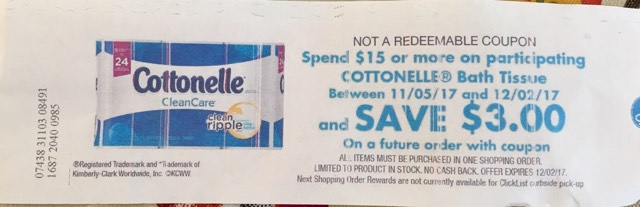 NOT A REDEEMABLE COUPON
Spend $15 or more on participating
COTTONELLE® Bath Tissue
Between 11/05/17 and 12/02/17
and SAVE $3.00
On a future order with coupon
ALL ITEMS MUST BE PURCHASED IN ONE SHOPPING ORDER.
LIMITED TO PRODUCT IN STOCK. NO CASH BACK. OFFER EXPIRES 12/02/17.
Next Shopping Order Rewards are not currently available for ClickList curbside pick-up
24
Cottonelle
CleanCare
clean
ripple
®Registered Trademark and ™Trademark of
Kimberly-Clark Worldwide, Inc. ©KCWW
07438 31103 08491
1687 2040 0985